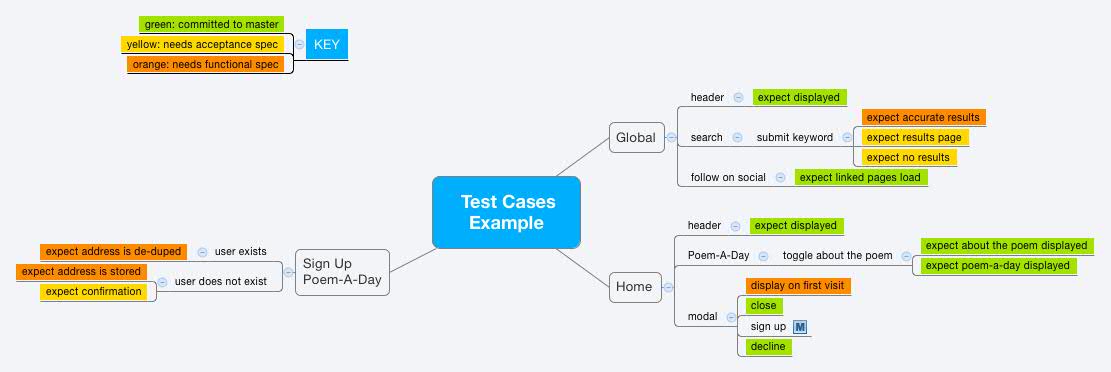 green: committed to master
yellow: needs acceptance spec
orange: needs functional spec
KEY
Test Cases
Example
Global
header
expect displayed
search
submit keyword
expect accurate results
expect results page
expect no results
follow on social
expect linked pages load
Home
header
expect displayed
Poem-A-Day
toggle about the poem
expect about the poem displayed
expect poem-a-day displayed
modal
display on first visit
close
sign up M
decline
Sign Up
Poem-A-Day
user exists
expect address is de-duped
user does not exist
expect address is stored
expect confirmation